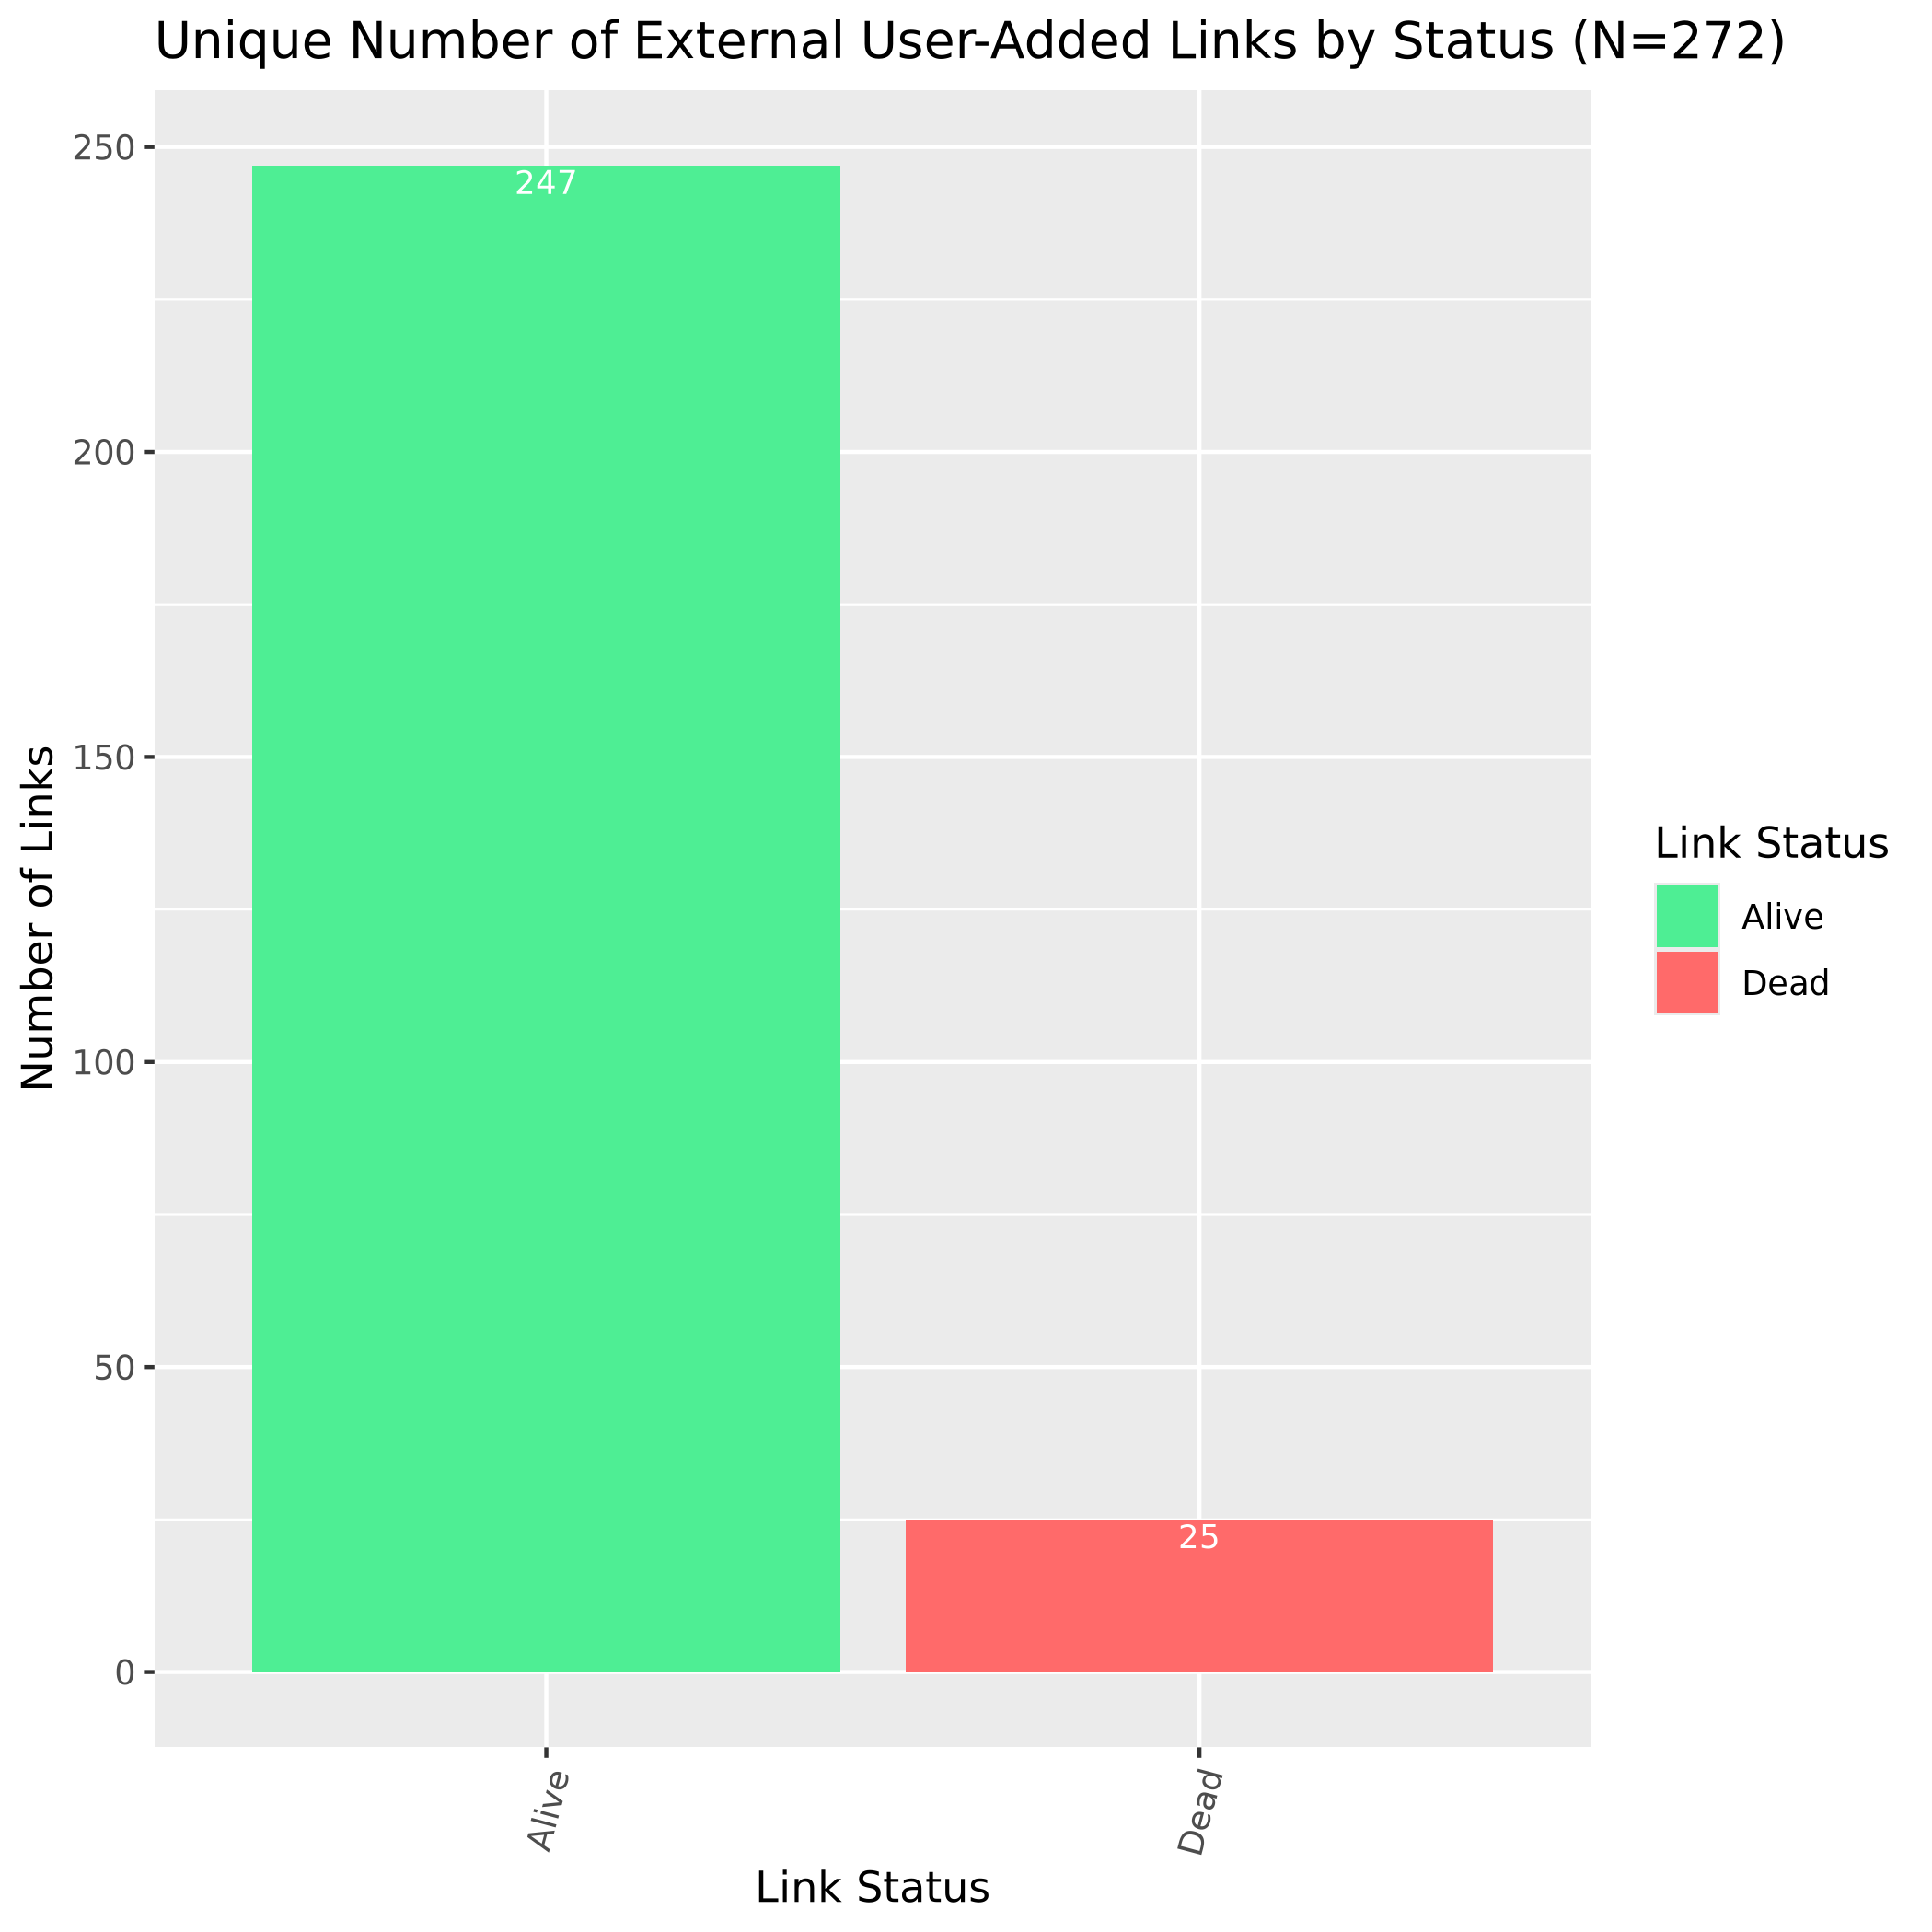 Unique Number of External User-Added Links by Status (N=272)
Number of Links
250
200
150
100
50
0
247
25
Alive
Dead
Link Status
Link Status
Alive
Dead